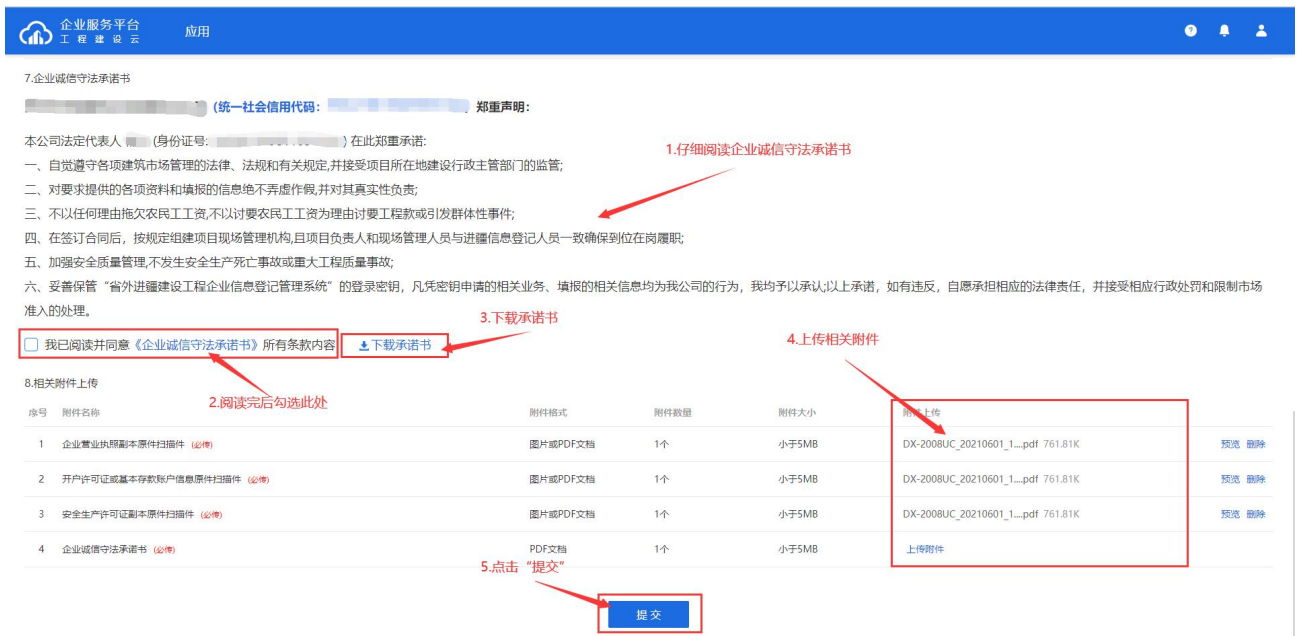 企业服务平台
工程建设云
应用
7.企业诚信守法承诺书
(统一社会信用代码: 郑重声明:
本公司法定代表人 (身份证号: ) 在此郑重承诺:
1.仔细阅读企业诚信守法承诺书
一、自觉遵守各项建筑市场管理的法律、法规和有关规定,并接受项目所在地建设行政主管部门的监管;
二、对要求提供的各项资料和填报的信息绝不弄虚作假,并对其真实性负责;
三、不以任何理由拖欠农民工工资,不以讨要农民工工资为理由讨要工程款或引发群体性事件;
四、在签订合同后，按规定组建项目现场管理机构,且项目负责人和现场管理人员与进疆信息登记人员一致确保到位在岗履职;
五、加强安全质量管理,不发生安全生产死亡事故或重大工程质量事故;
六、妥善保管“省外进疆建设工程企业信息登记管理系统”的登录密钥，凡凭密钥申请的相关业务、填报的相关信息均为我公司的行为，我均予以承认;以上承诺，如有违反，自愿承担相应的法律责任，并接受相应行政处罚和限制市场
准入的处理。
3.下载承诺书
我已阅读并同意《企业诚信守法承诺书》所有条款内容 下载承诺书
4.上传相关附件
8.相关附件上传
2.阅读完后勾选此处
序号 附件名称 附件格式 附件数量 附件大小 附件上传
1 企业营业执照副本原件扫描件 (必传) 图片或PDF文档 1个 小于5MB DX-2008UC_20210601_1....pdf 761.81K 预览 删除
2 开户许可证或基本存款账户信息原件扫描件 (必传) 图片或PDF文档 1个 小于5MB DX-2008UC_20210601_1....pdf 761.81K 预览 删除
3 安全生产许可证副本原件扫描件 (必传) 图片或PDF文档 1个 小于5MB DX-2008UC_20210601_1....pdf 761.81K 预览 删除
4 企业诚信守法承诺书 (必传) PDF文档 1个 小于5MB 上传附件
5.点击“提交”
提交